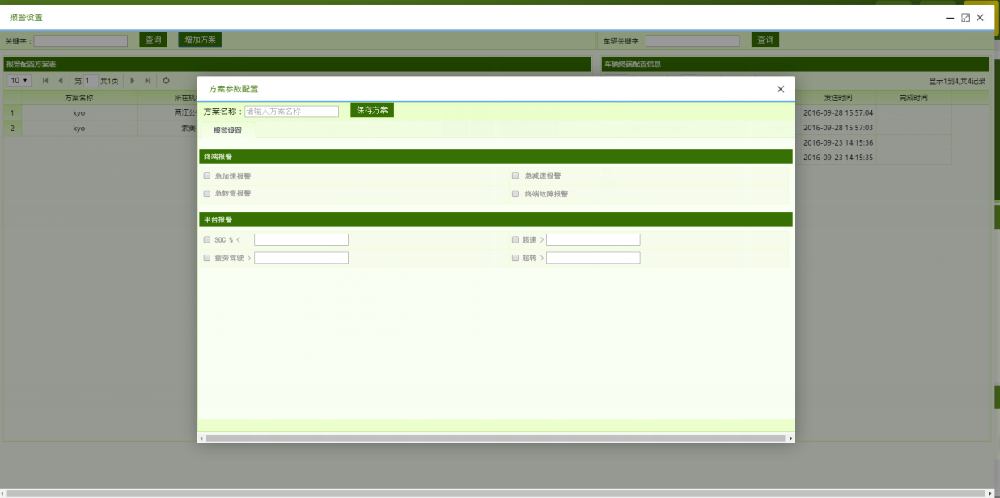 报警设置
关键字：
查询
增加方案
车辆关键字：
查询
报警配置方案表
车辆终端配置信息
10
第 1 共1页
显示1到4,共4记录
方案名称
所在机
发送时间
完成时间
1 kyo 两江公
2 kyo 素美
2016-09-28 15:57:04
2016-09-28 15:57:03
2016-09-23 14:15:36
2016-09-23 14:15:35
方案参数配置
方案名称：
请输入方案名称
保存方案
报警设置
终端报警
急加速报警
急减速报警
急转弯报警
终端故障报警
平台报警
SOC % <
超速 >
疲劳驾驶 >
超转 >